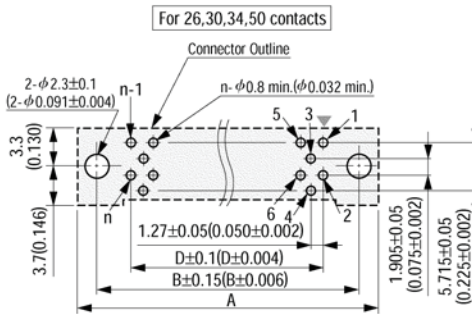 For 26,30,34,50 contacts
Connector Outline
2-φ2.3±0.1
(2-φ0.091±0.004)
n-1
n-φ0.8 min.(φ0.032 min.)
5
3
1
3.3
(0.130)
n
6
4
2
3.7(0.146)
1.27±0.05(0.050±0.002)
D±0.1(D±0.004)
B±0.15(B±0.006)
A
1.905±0.05
(0.075±0.002)
5.715±0.05
(0.225±0.002)